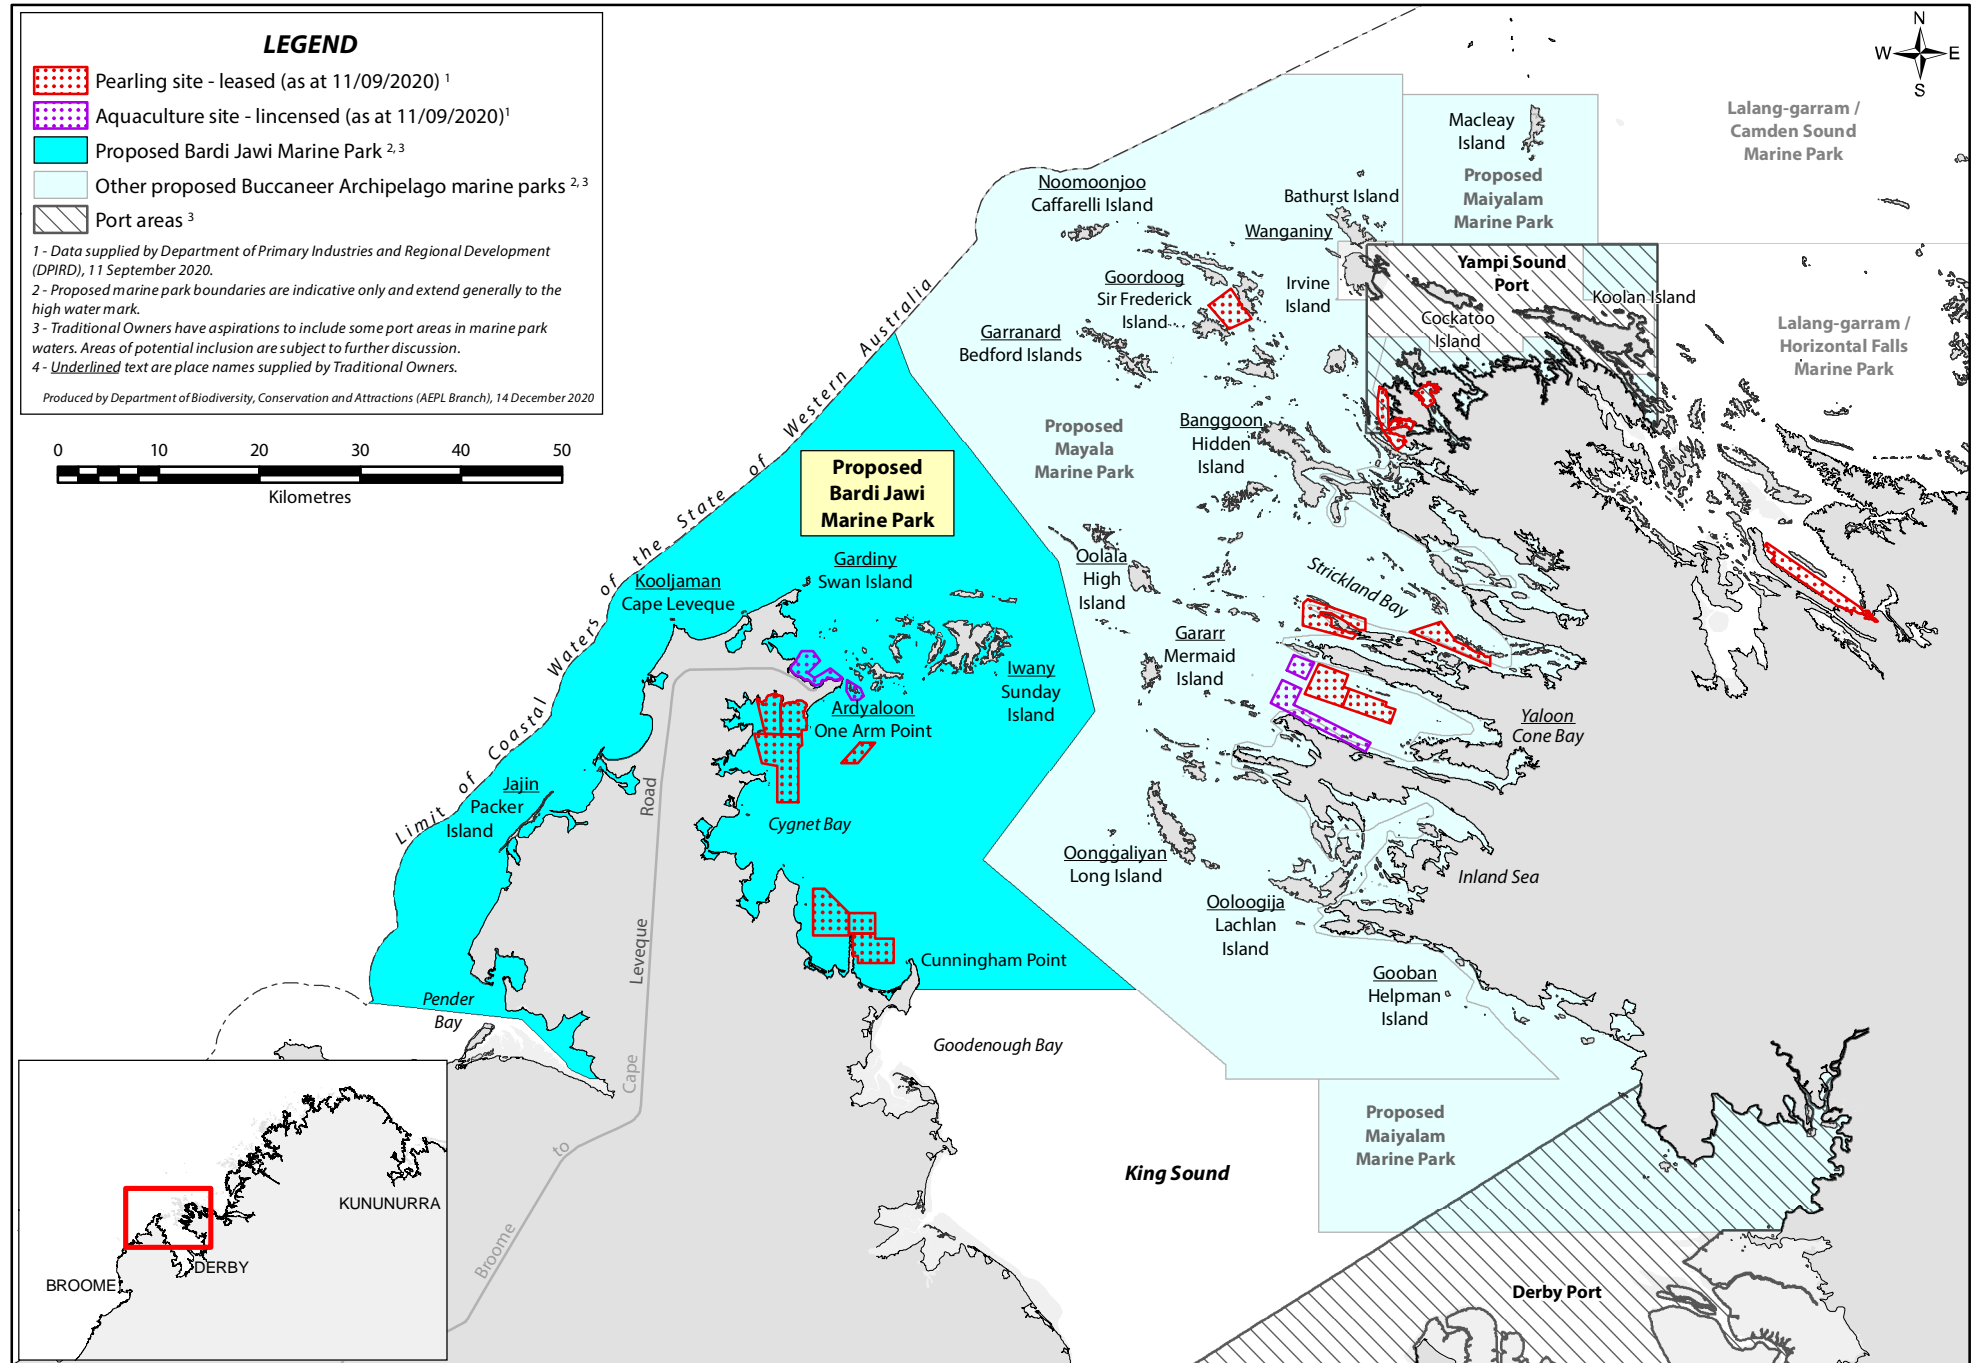 LEGEND
Pearling site - leased (as at 11/09/2020) 1
Aquaculture site - lincensed (as at 11/09/2020)1
Proposed Bardi Jawi Marine Park 2, 3
Other proposed Buccaneer Archipelago marine parks 2, 3
Port areas 3
1 - Data supplied by Department of Primary Industries and Regional Development
(DPIRD), 11 September 2020.
2 - Proposed marine park boundaries are indicative only and extend generally to the
high water mark.
3 - Traditional Owners have aspirations to include some port areas in marine park
waters. Areas of potential inclusion are subject to further discussion.
4 - Underlined text are place names supplied by Traditional Owners.
Produced by Department of Biodiversity, Conservation and Attractions (AEPL Branch), 14 December 2020
0 10 20 30 40 50
Kilometres
N
W E
S
Lalang-garram /
Camden Sound
Marine Park
Macleay
Island
Proposed
Maiyalam
Marine Park
Noomoonjoo
Caffarelli Island
Bathurst Island
Wanganiny
Irvine
Island
Goordoog
Sir Frederick
Island
Garranard
Bedford Islands
Yampi Sound
Port
Koolan Island
Cockatoo
Island
Lalang-garram /
Horizontal Falls
Marine Park
Limit of Coastal Waters of the State of Western Australia
Proposed
Mayala
Marine Park
Banggoon
Hidden
Island
Proposed
Bardi Jawi
Marine Park
Gardiny
Swan Island
Kooljaman
Cape Leveque
Oolala
High
Island
Strickland Bay
Gararr
Mermaid
Island
Iwany
Sunday
Island
Ardyaloon
One Arm Point
Yaloon
Cone Bay
Jajin
Packer
Island
Cygnet Bay
Oonggaliyan
Long Island
Inland Sea
Ooloogija
Lachlan
Island
Cunningham Point
Gooban
Helpman
Island
Pender
Bay
Goodenough Bay
Broome to Cape Leveque Road
King Sound
Proposed
Maiyalam
Marine Park
Derby Port
KUNUNURRA
DERBY
BROOME